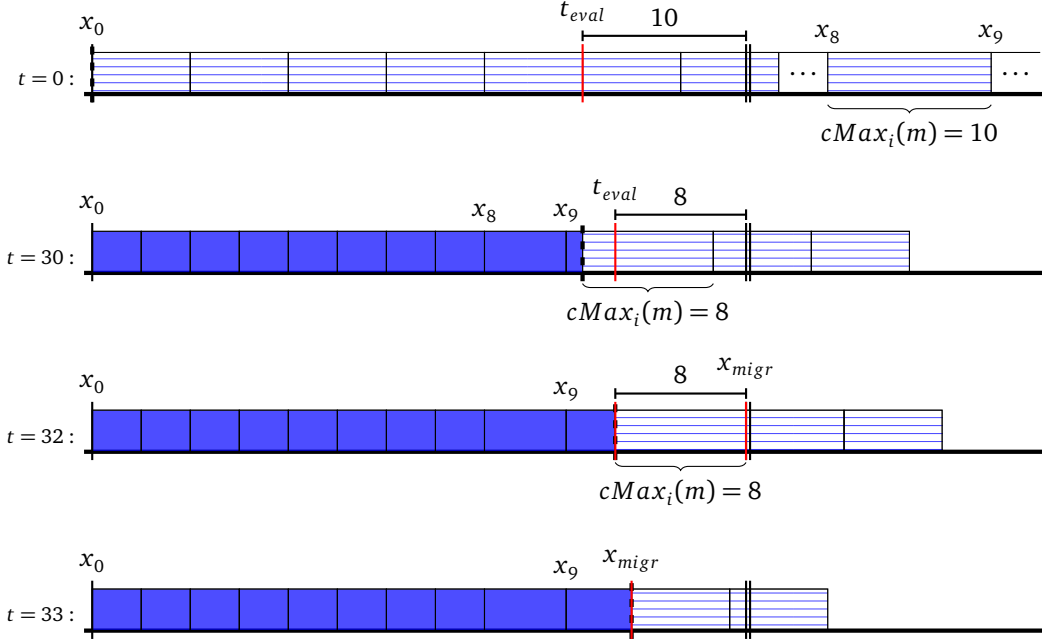 t_eval
x_0 10 x_8 x_9
t = 0 : ... ...
cMax_i(m) = 10
t_eval
x_0 x_8 x_9 8
t = 30 :
cMax_i(m) = 8
x_migr
x_0 x_9 8
t = 32 :
cMax_i(m) = 8
x_0 x_9 x_migr
t = 33 :